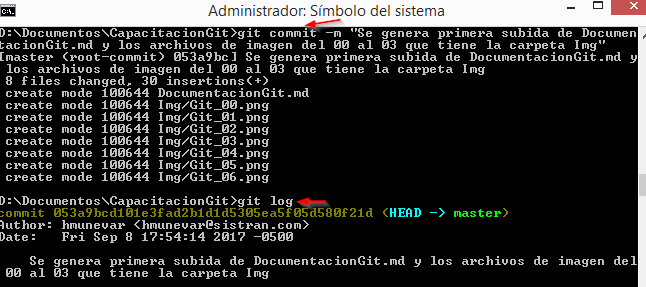 Administrador: Símbolo del sistema
D:\Documentos\CapacitacionGit>git commit -m "Se genera primera subida de Documen
tacionGit.md y los archivos de imagen del 00 al 03 que tiene la carpeta Img"
[master (root-commit) 053a9bc] Se genera primera subida de DocumentacionGit.md y
los archivos de imagen del 00 al 03 que tiene la carpeta Img
8 files changed, 30 insertions(+)
create mode 100644 DocumentacionGit.md
create mode 100644 Img/Git_00.png
create mode 100644 Img/Git_01.png
create mode 100644 Img/Git_02.png
create mode 100644 Img/Git_03.png
create mode 100644 Img/Git_04.png
create mode 100644 Img/Git_05.png
create mode 100644 Img/Git_06.png
D:\Documentos\CapacitacionGit>git log
commit 053a9bcd101e3fad2b1d1d5305ea5f05d580f21d (HEAD -> master)
Author: hmunevar <hmunevar@sistran.com>
Date:   Fri Sep 8 17:54:14 2017 -0500
Se genera primera subida de DocumentacionGit.md y los archivos de imagen del
00 al 03 que tiene la carpeta Img